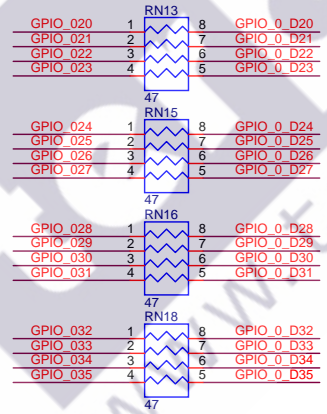 RN13
GPIO_020 1 8 GPIO_0_D20
GPIO_021 2 7 GPIO_0_D21
GPIO_022 3 6 GPIO_0_D22
GPIO_023 4 5 GPIO_0_D23
47
RN15
GPIO_024 1 8 GPIO_0_D24
GPIO_025 2 7 GPIO_0_D25
GPIO_026 3 6 GPIO_0_D26
GPIO_027 4 5 GPIO_0_D27
47
RN16
GPIO_028 1 8 GPIO_0_D28
GPIO_029 2 7 GPIO_0_D29
GPIO_030 3 6 GPIO_0_D30
GPIO_031 4 5 GPIO_0_D31
47
RN18
GPIO_032 1 8 GPIO_0_D32
GPIO_033 2 7 GPIO_0_D33
GPIO_034 3 6 GPIO_0_D34
GPIO_035 4 5 GPIO_0_D35
47